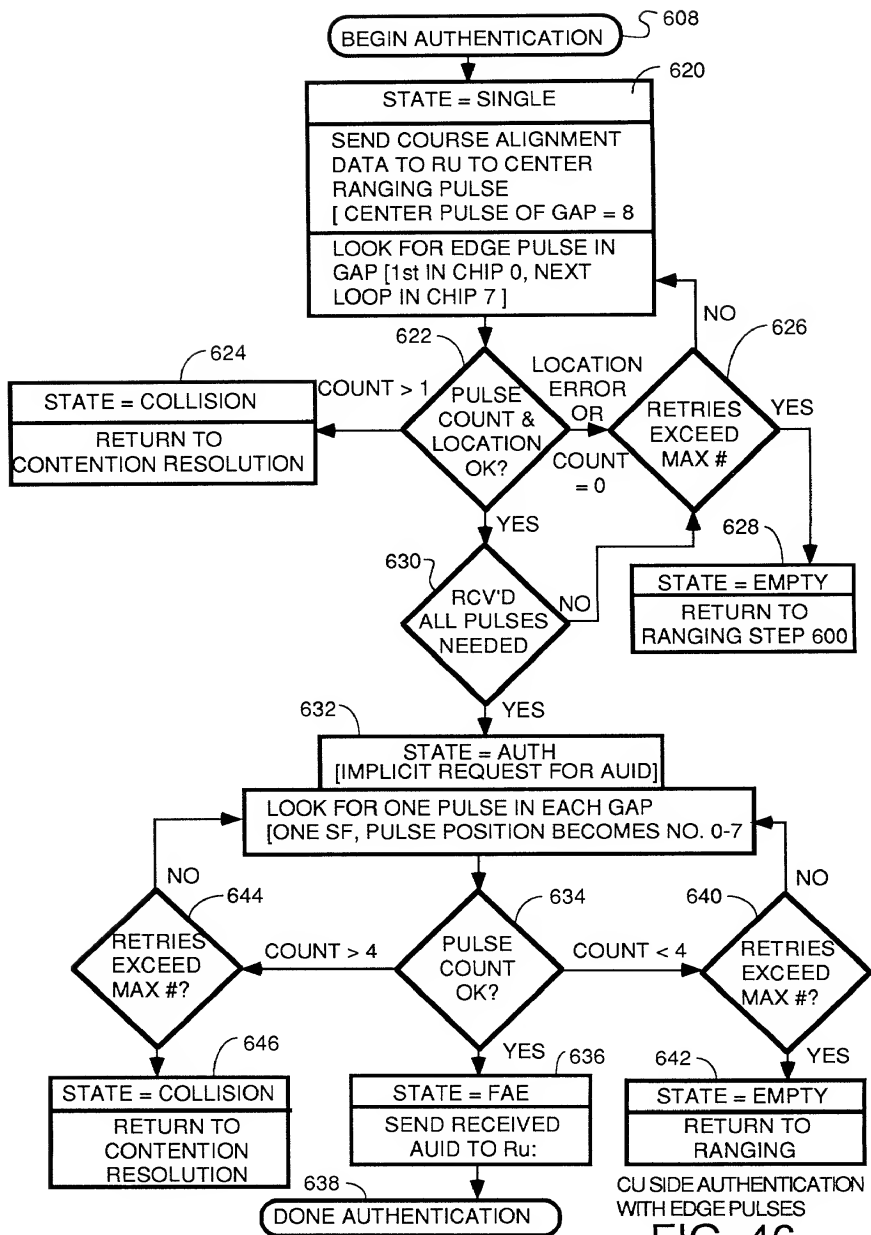 BEGIN AUTHENTICATION
608
620
STATE = SINGLE
SEND COURSE ALIGNMENT
DATA TO RU TO CENTER
RANGING PULSE
[ CENTER PULSE OF GAP = 8
LOOK FOR EDGE PULSE IN
GAP [1st IN CHIP 0, NEXT
LOOP IN CHIP 7 ]
622
PULSE
COUNT &
LOCATION
OK?
COUNT > 1
624
STATE = COLLISION
RETURN TO
CONTENTION RESOLUTION
LOCATION
ERROR
OR
COUNT
= 0
NO
626
RETRIES
EXCEED
MAX #
YES
628
STATE = EMPTY
RETURN TO
RANGING STEP 600
YES
630
RCV'D
ALL PULSES
NEEDED
NO
YES
632
STATE = AUTH
[IMPLICIT REQUEST FOR AUID]
LOOK FOR ONE PULSE IN EACH GAP
[ONE SF, PULSE POSITION BECOMES NO. 0-7
NO
644
RETRIES
EXCEED
MAX #?
COUNT > 4
634
PULSE
COUNT
OK?
COUNT < 4
NO
640
RETRIES
EXCEED
MAX #?
646
STATE = COLLISION
RETURN TO
CONTENTION
RESOLUTION
YES
636
STATE = FAE
SEND RECEIVED
AUID TO Ru:
YES
642
STATE = EMPTY
RETURN TO
RANGING
638
DONE AUTHENTICATION
CU SIDE AUTHENTICATION
WITH EDGE PULSES
FIG. 46